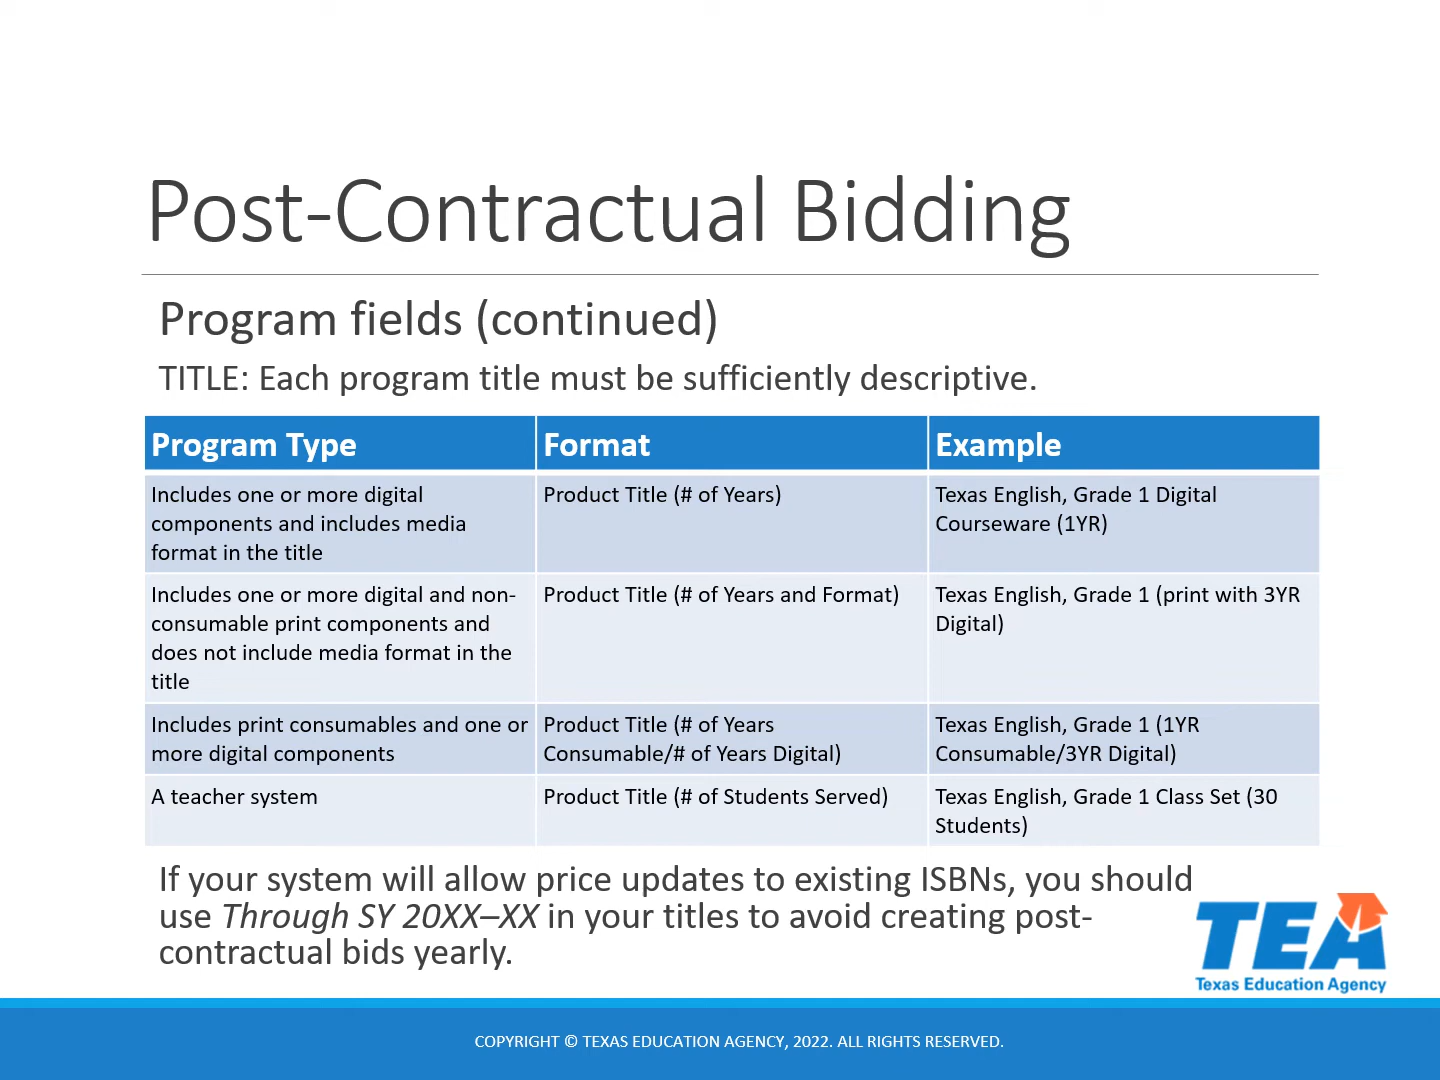 Post-Contractual Bidding
Program fields (continued)
TITLE: Each program title must be sufficiently descriptive.
Program Type
Format
Example
Includes one or more digital
components and includes media
format in the title
Product Title (# of Years)
Texas English, Grade 1 Digital
Courseware (1YR)
Includes one or more digital and non-
consumable print components and
does not include media format in the
title
Product Title (# of Years and Format)
Texas English, Grade 1 (print with 3YR
Digital)
Includes print consumables and one or
more digital components
Product Title (# of Years
Consumable/# of Years Digital)
Texas English, Grade 1 (1YR
Consumable/3YR Digital)
A teacher system
Product Title (# of Students Served)
Texas English, Grade 1 Class Set (30
Students)
If your system will allow price updates to existing ISBNs, you should
use Through SY 20XX–XX in your titles to avoid creating post-
contractual bids yearly.
TEA
Texas Education Agency
COPYRIGHT © TEXAS EDUCATION AGENCY, 2022. ALL RIGHTS RESERVED.